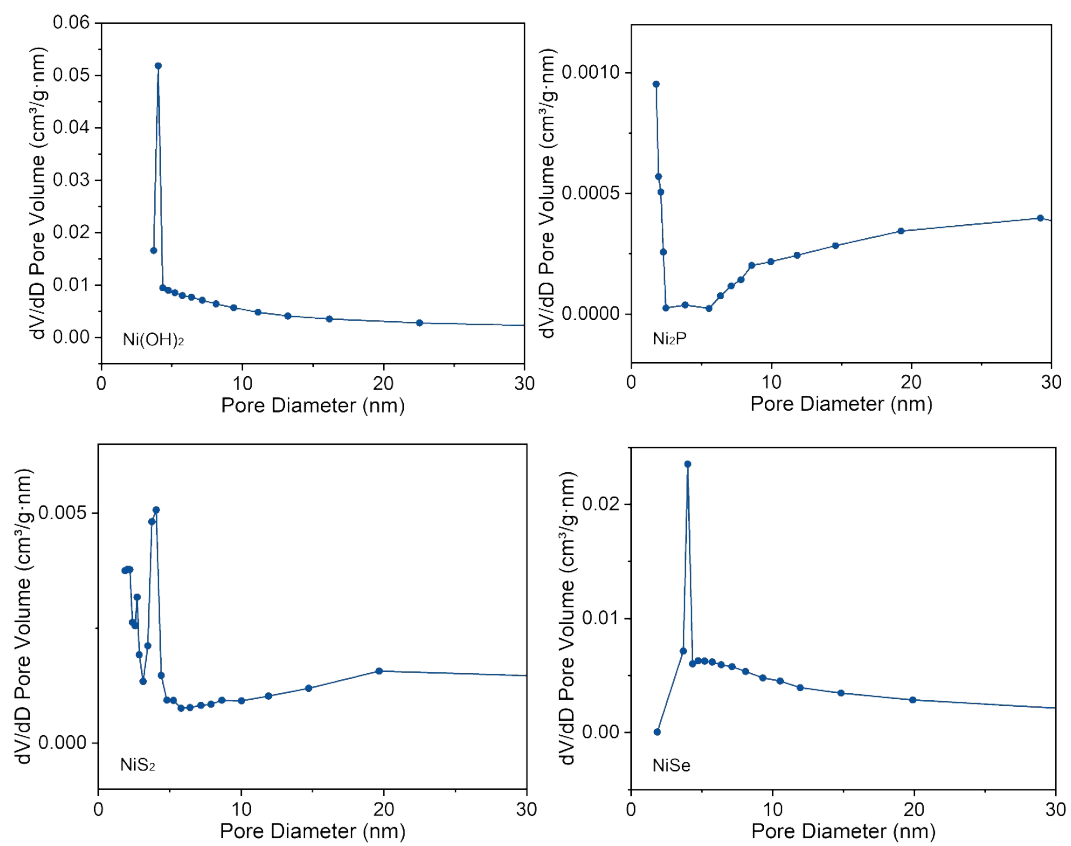 dV/dD Pore Volume (cm³/g·nm)
0.06
0.05
0.04
0.03
0.02
0.01
0.00
Ni(OH)₂
0 10 20 30
Pore Diameter (nm)
dV/dD Pore Volume (cm³/g·nm)
0.0010
0.0005
0.0000
Ni₂P
0 10 20 30
Pore Diameter (nm)
dV/dD Pore Volume (cm³/g·nm)
0.005
0.000
NiS₂
0 10 20 30
Pore Diameter (nm)
dV/dD Pore Volume (cm³/g·nm)
0.02
0.01
0.00
NiSe
0 10 20 30
Pore Diameter (nm)